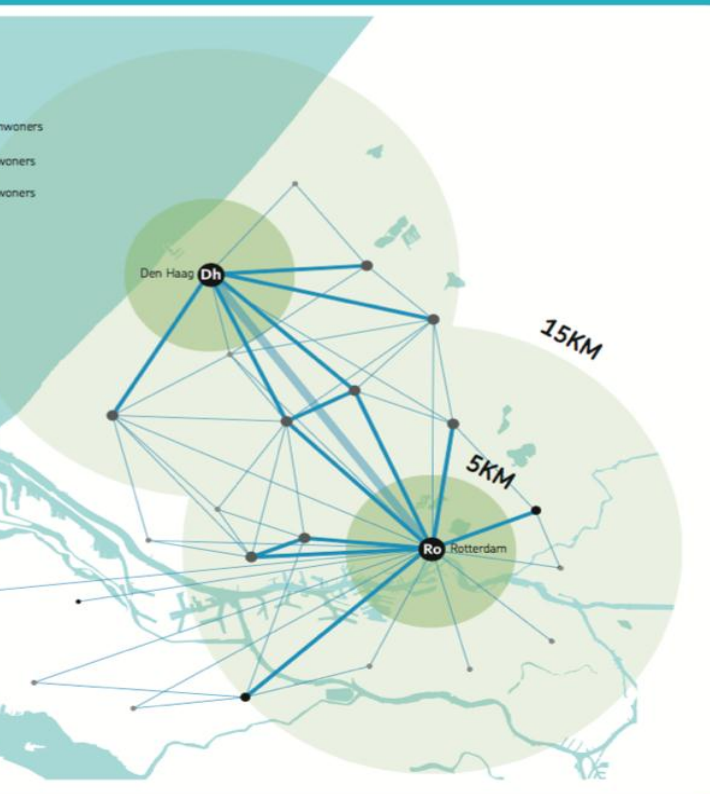 nwoners
woners
woners
Den Haag Dh
15KM
5KM
Ro Rotterdam